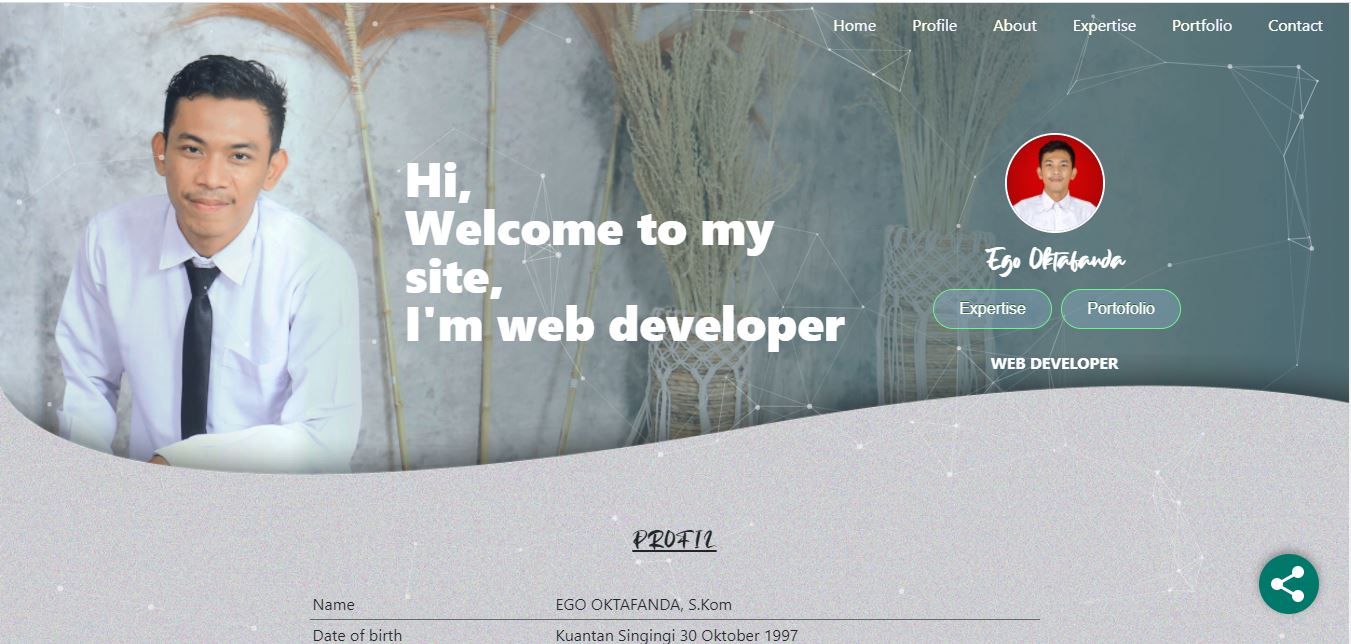 Home Profile About Expertise Portfolio Contact
Hi,
Welcome to my
site,
I'm web developer
Ego Oktafanda
Expertise Portofolio
WEB DEVELOPER
PROFIL
Name EGO OKTAFANDA, S.Kom
Date of birth Kuantan Singingi 30 Oktober 1997